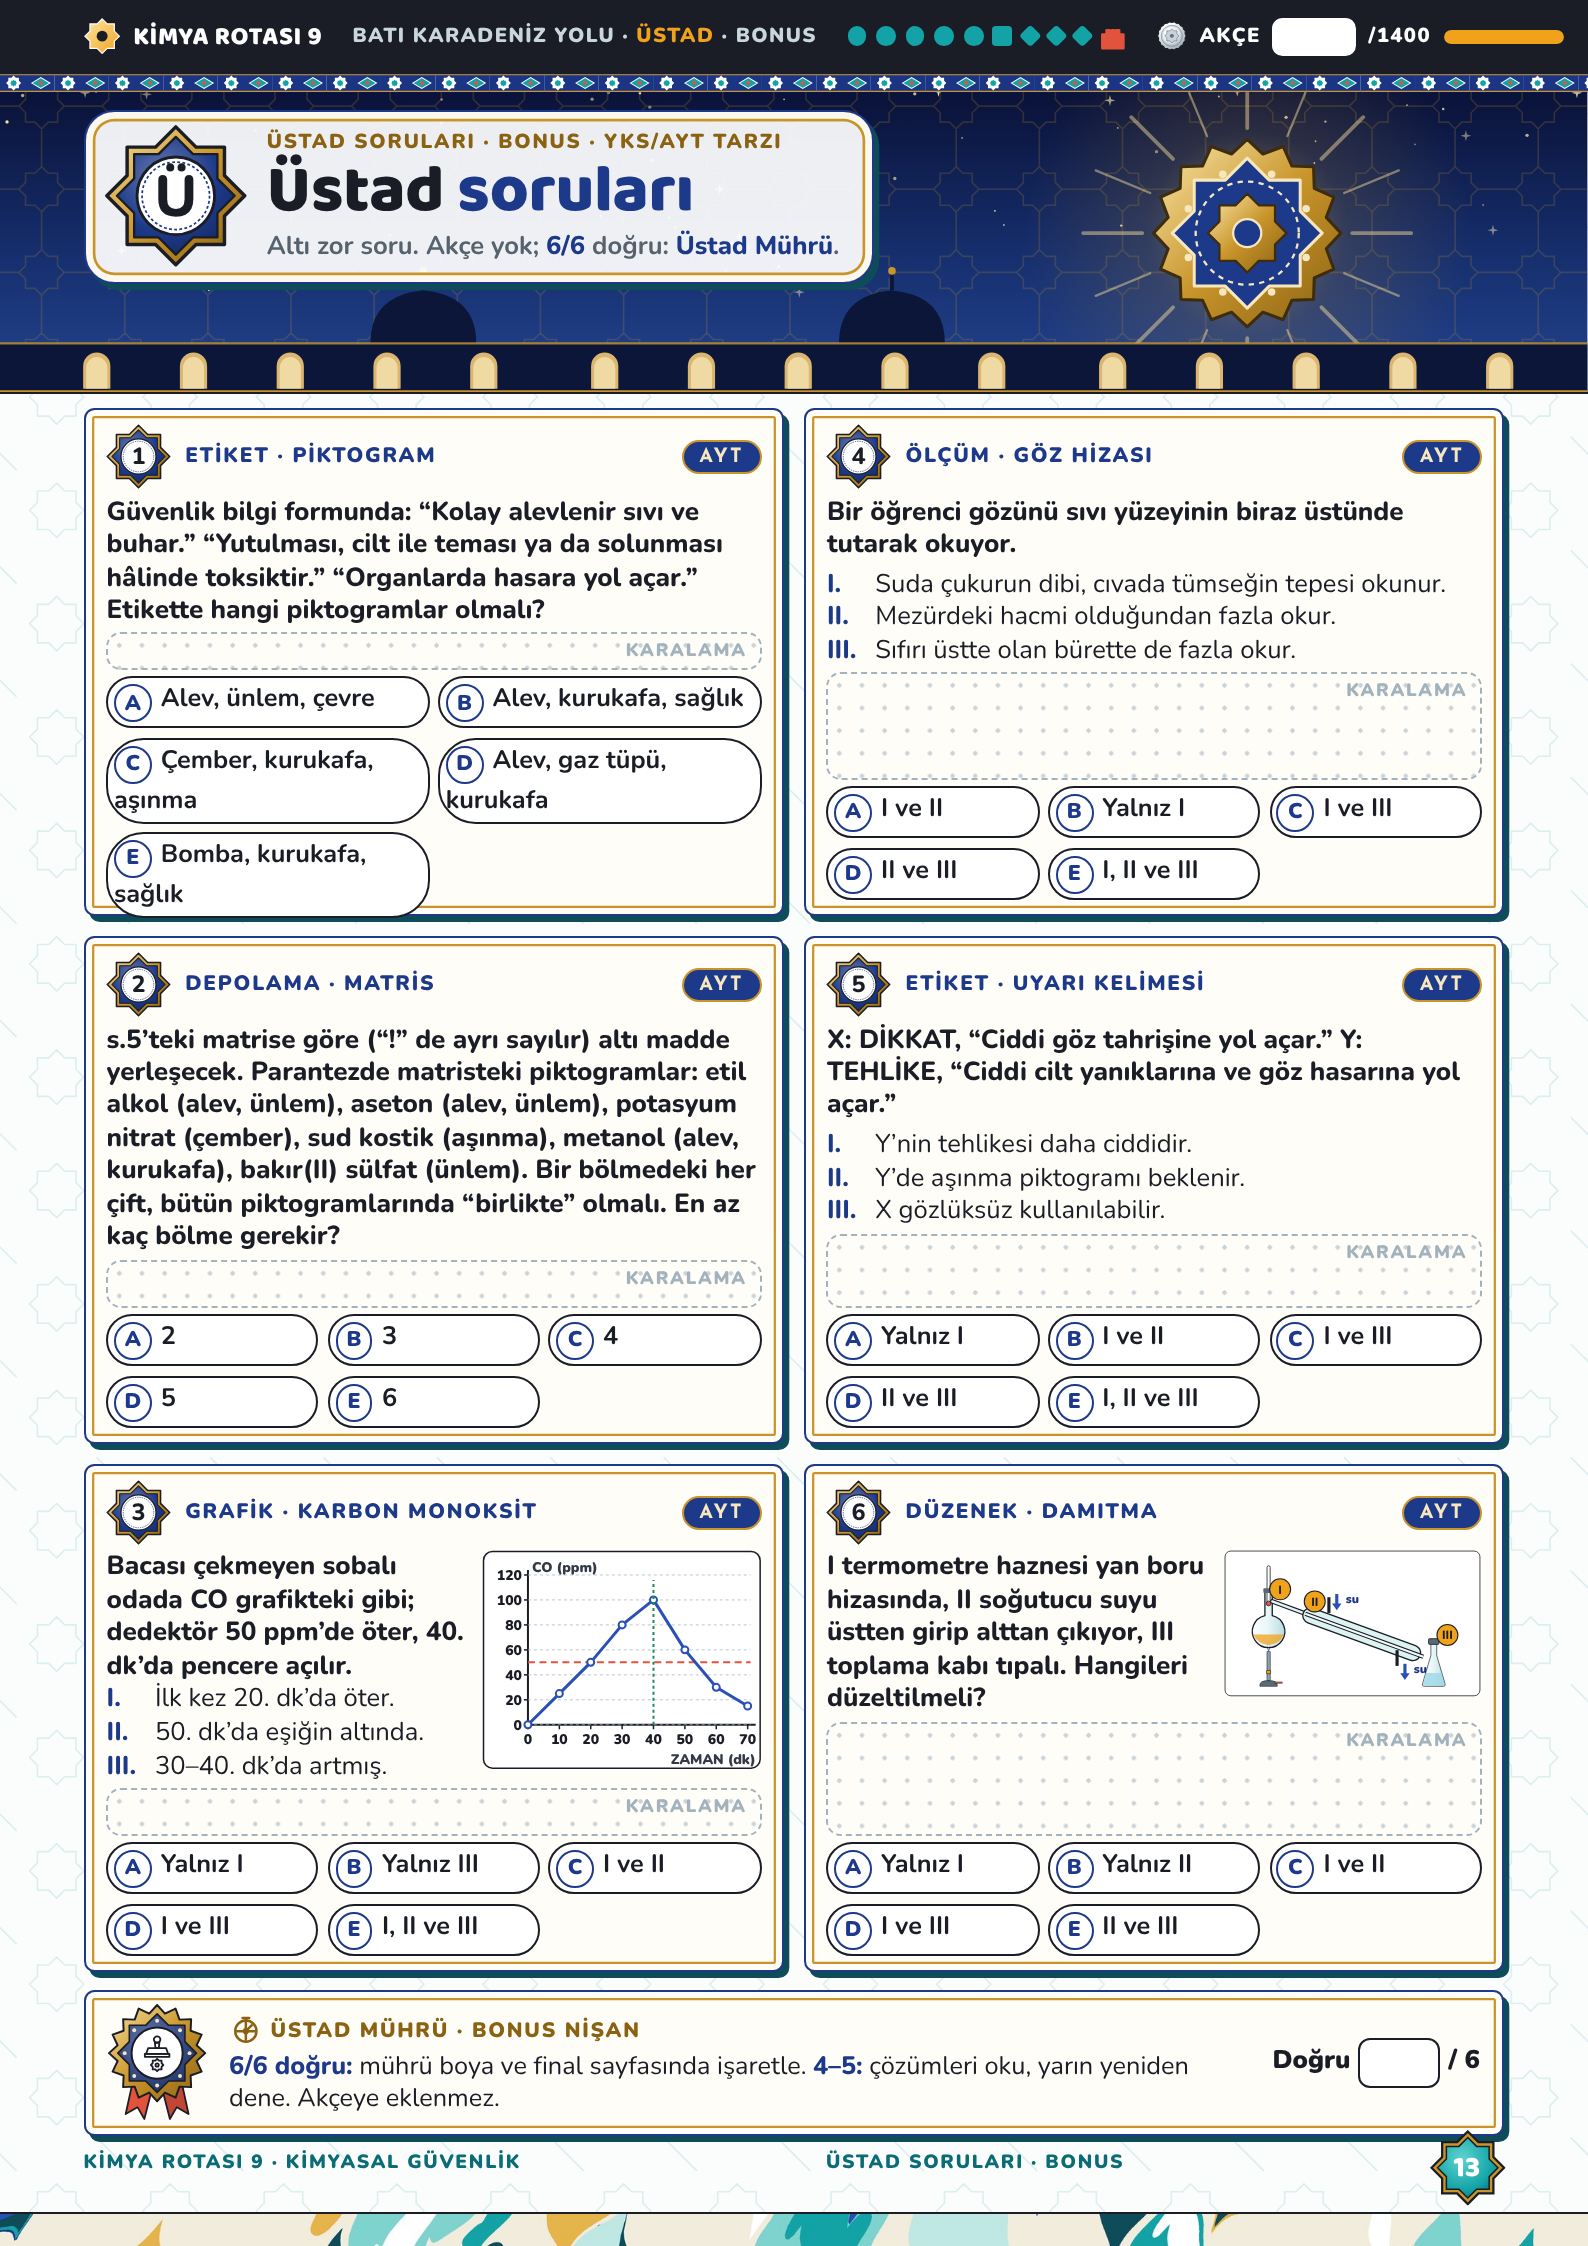 KİMYA ROTASI 9 BATI KARADENİZ YOLU · ÜSTAD · BONUS AKÇE /1400
ÜSTAD SORULARI · BONUS · YKS/AYT TARZI
Ü
Üstad soruları
Altı zor soru. Akçe yok; 6/6 doğru: Üstad Mührü.
1 ETİKET · PİKTOGRAM AYT
Güvenlik bilgi formunda: “Kolay alevlenir sıvı ve
buhar.” “Yutulması, cilt ile teması ya da solunması
hâlinde toksiktir.” “Organlarda hasara yol açar.”
Etikette hangi piktogramlar olmalı?
KARALAMA
A Alev, ünlem, çevre
B Alev, kurukafa, sağlık
C Çember, kurukafa,
aşınma
D Alev, gaz tüpü,
kurukafa
E Bomba, kurukafa,
sağlık
2 DEPOLAMA · MATRİS AYT
s.5’teki matrise göre (“!” de ayrı sayılır) altı madde
yerleşecek. Parantezde matristeki piktogramlar: etil
alkol (alev, ünlem), aseton (alev, ünlem), potasyum
nitrat (çember), sud kostik (aşınma), metanol (alev,
kurukafa), bakır(II) sülfat (ünlem). Bir bölmedeki her
çift, bütün piktogramlarında “birlikte” olmalı. En az
kaç bölme gerekir?
KARALAMA
A 2 B 3 C 4
D 5 E 6
3 GRAFİK · KARBON MONOKSİT AYT
Bacası çekmeyen sobalı
odada CO grafikteki gibi;
dedektör 50 ppm’de öter, 40.
dk’da pencere açılır.
I. İlk kez 20. dk’da öter.
II. 50. dk’da eşiğin altında.
III. 30–40. dk’da artmış.
CO (ppm)
120
100
80
60
40
20
0
0 10 20 30 40 50 60 70
ZAMAN (dk)
KARALAMA
A Yalnız I B Yalnız III C I ve II
D I ve III E I, II ve III
4 ÖLÇÜM · GÖZ HİZASI AYT
Bir öğrenci gözünü sıvı yüzeyinin biraz üstünde
tutarak okuyor.
I. Suda çukurun dibi, cıvada tümseğin tepesi okunur.
II. Mezürdeki hacmi olduğundan fazla okur.
III. Sıfırı üstte olan bürette de fazla okur.
KARALAMA
A I ve II B Yalnız I C I ve III
D II ve III E I, II ve III
5 ETİKET · UYARI KELİMESİ AYT
X: DİKKAT, “Ciddi göz tahrişine yol açar.” Y:
TEHLİKE, “Ciddi cilt yanıklarına ve göz hasarına yol
açar.”
I. Y’nin tehlikesi daha ciddidir.
II. Y’de aşınma piktogramı beklenir.
III. X gözlüksüz kullanılabilir.
KARALAMA
A Yalnız I B I ve II C I ve III
D II ve III E I, II ve III
6 DÜZENEK · DAMITMA AYT
I termometre haznesi yan boru
hizasında, II soğutucu suyu
üstten girip alttan çıkıyor, III
toplama kabı tıpalı. Hangileri
düzeltilmeli?
I II su III
su
KARALAMA
A Yalnız I B Yalnız II C I ve II
D I ve III E II ve III
ÜSTAD MÜHRÜ · BONUS NİŞAN
6/6 doğru: mührü boya ve final sayfasında işaretle. 4–5: çözümleri oku, yarın yeniden
dene. Akçeye eklenmez.
Doğru / 6
KİMYA ROTASI 9 · KİMYASAL GÜVENLİK ÜSTAD SORULARI · BONUS 13